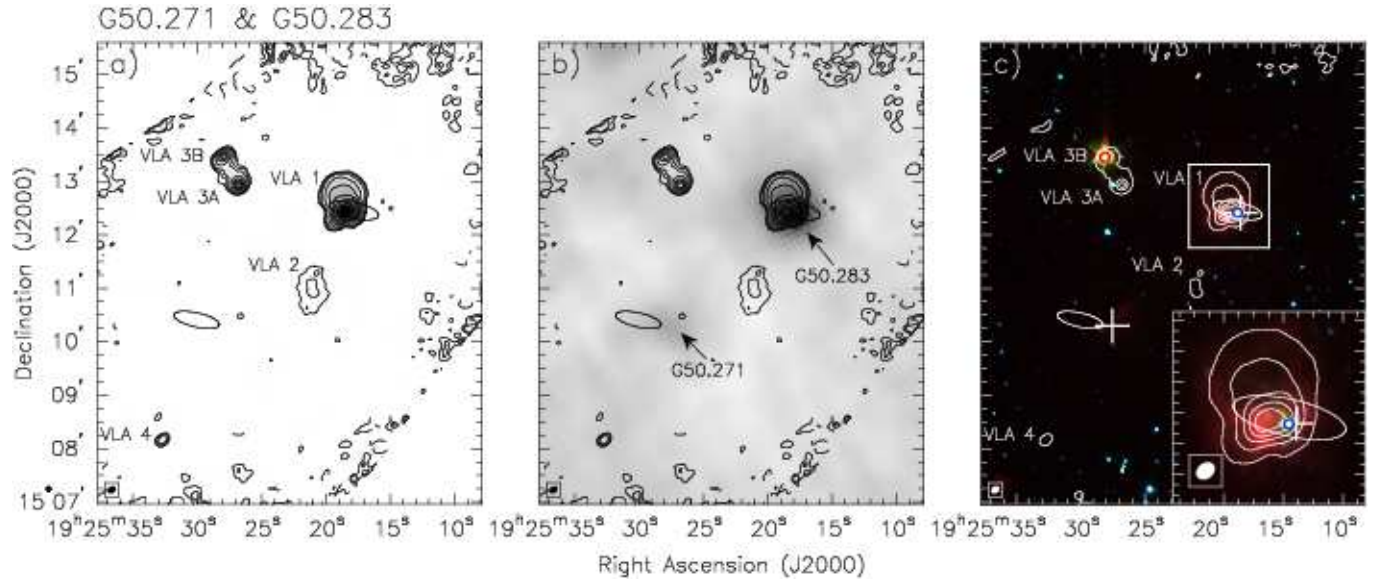 G50.271 & G50.283
a)
b)
c)
15'
14'
13'
12'
11'
10'
09'
08'
15° 07'
Declination (J2000)
VLA 3B
VLA 3A
VLA 1
VLA 2
VLA 4
G50.283
G50.271
VLA 3B
VLA 3A
VLA 1
VLA 2
VLA 4
19ʰ25ᵐ35ˢ 30ˢ 25ˢ 20ˢ 15ˢ 10ˢ 19ʰ25ᵐ35ˢ 30ˢ 25ˢ 20ˢ 15ˢ 10ˢ 19ʰ25ᵐ35ˢ 30ˢ 25ˢ 20ˢ 15ˢ 10ˢ
Right Ascension (J2000)